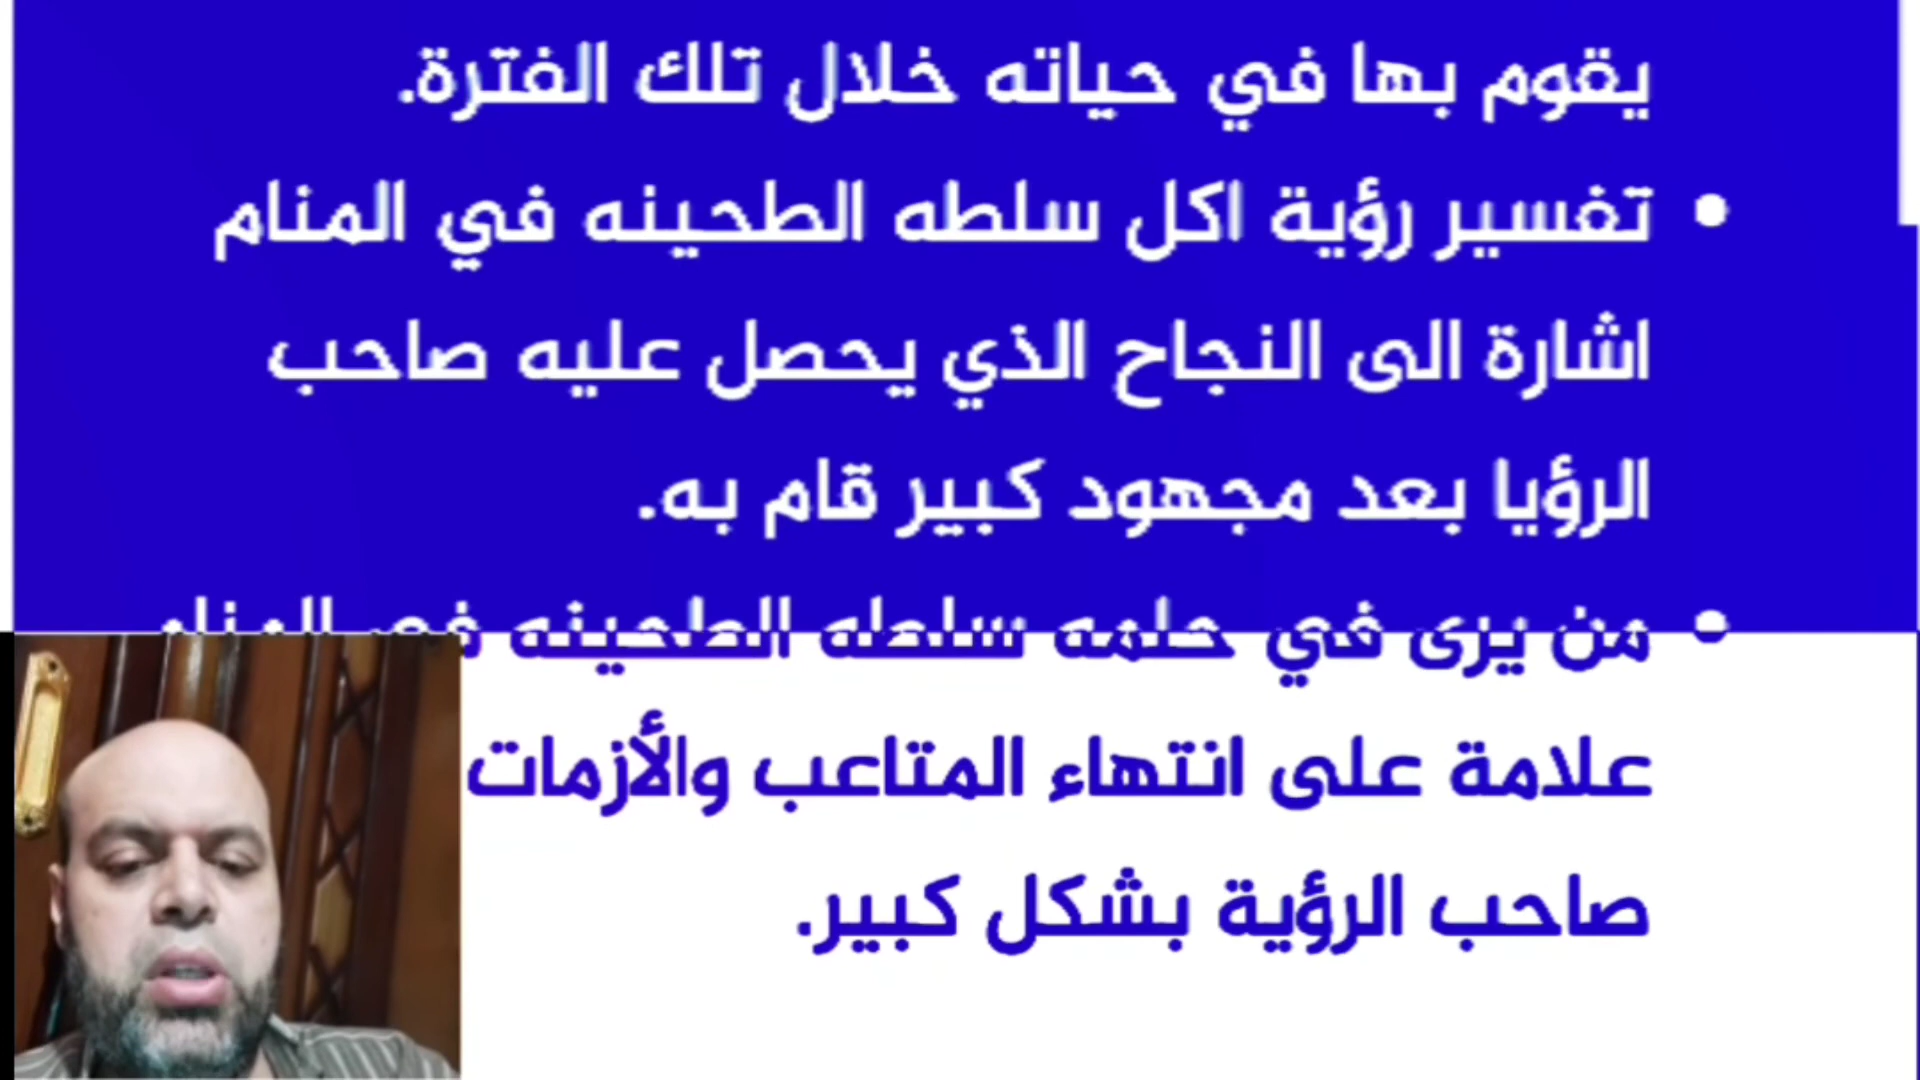 يقوم بها في حياته خلال تلك الفترة.
• تفسير رؤية اكل سلطه الطحينه في المنام
اشارة الى النجاح الذي يحصل عليه صاحب
الرؤيا بعد مجهود كبير قام به.
• من يرى في حلمه سلطه الطحينه في المنام
علامة على انتهاء المتاعب والأزمات
صاحب الرؤية بشكل كبير.